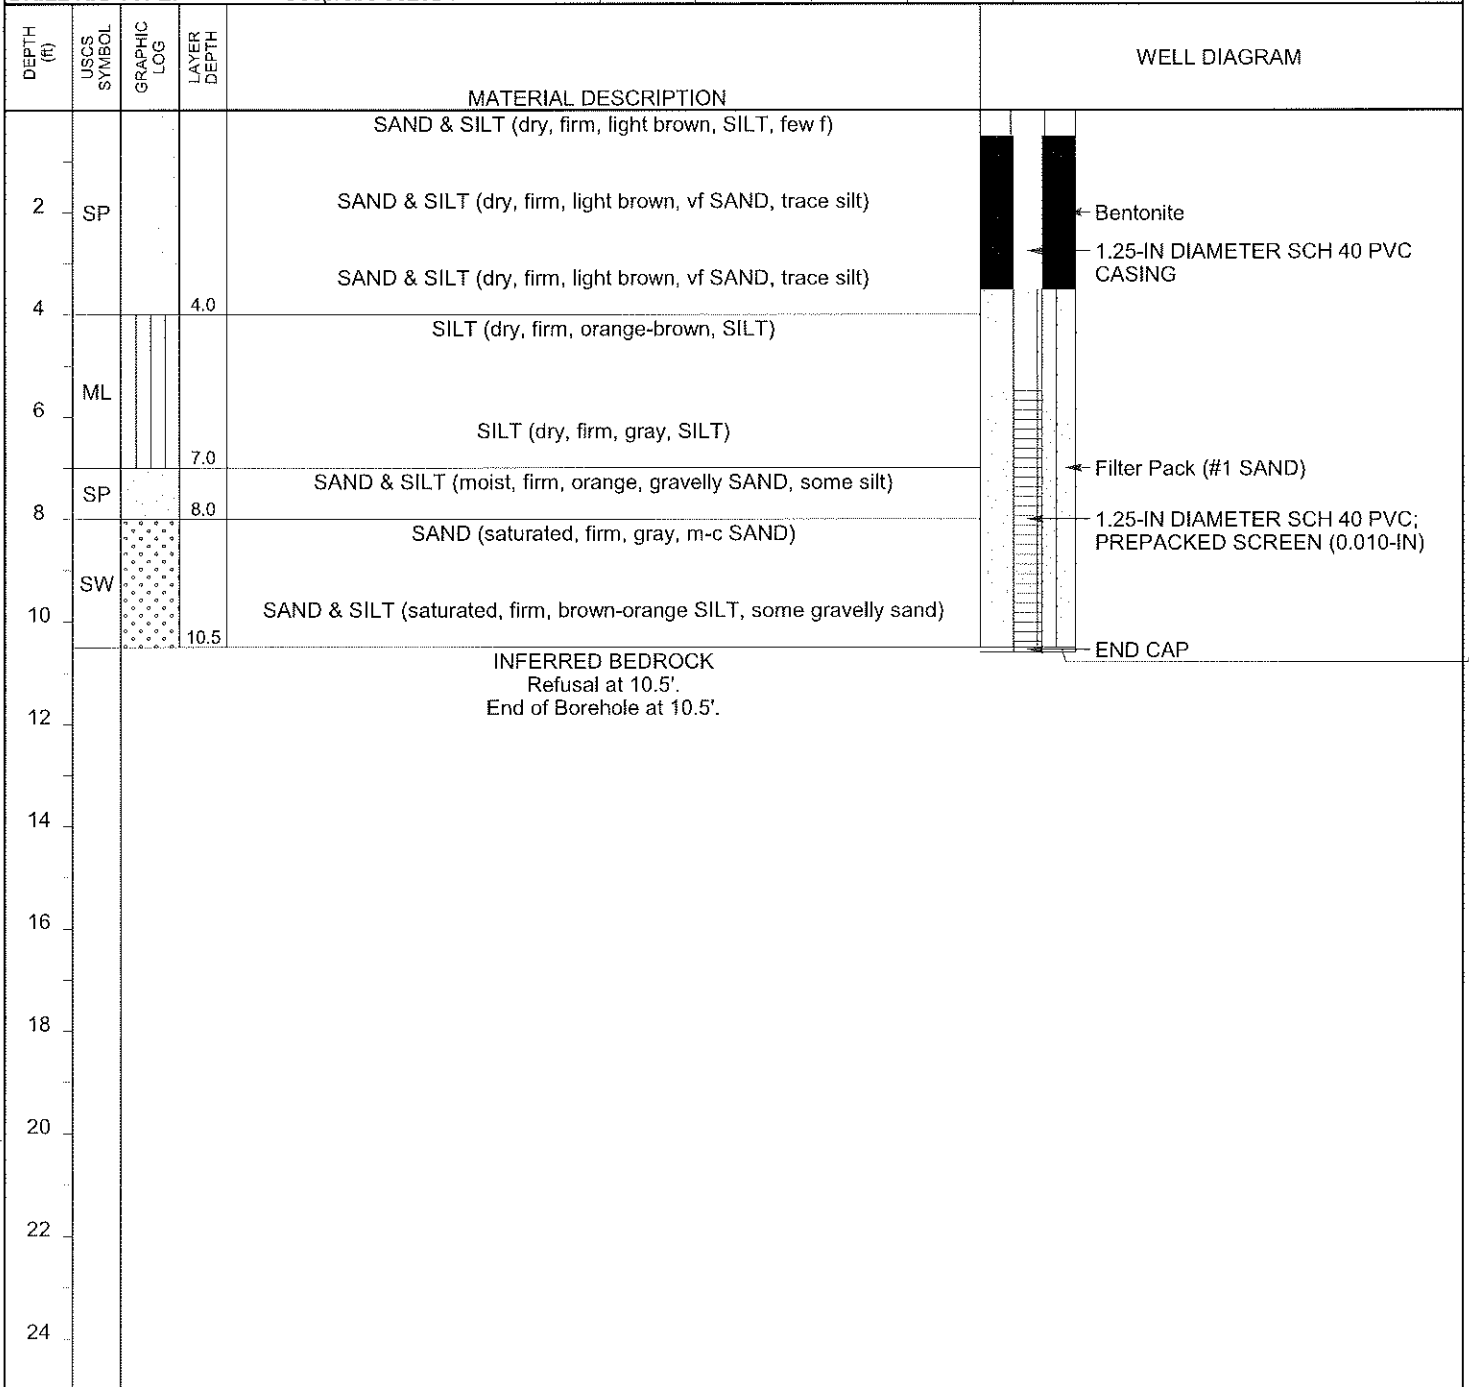 DEPTH
(ft)
USCS
SYMBOL
GRAPHIC
LOG
LAYER
DEPTH
MATERIAL DESCRIPTION
WELL DIAGRAM
SAND & SILT (dry, firm, light brown, SILT, few f)
2
SP
SAND & SILT (dry, firm, light brown, vf SAND, trace silt)
Bentonite
1.25-IN DIAMETER SCH 40 PVC
CASING
SAND & SILT (dry, firm, light brown, vf SAND, trace silt)
4
4.0
SILT (dry, firm, orange-brown, SILT)
ML
6
SILT (dry, firm, gray, SILT)
7.0
Filter Pack (#1 SAND)
SP
SAND & SILT (moist, firm, orange, gravelly SAND, some silt)
8
8.0
1.25-IN DIAMETER SCH 40 PVC;
PREPACKED SCREEN (0.010-IN)
SAND (saturated, firm, gray, m-c SAND)
SW
10
SAND & SILT (saturated, firm, brown-orange SILT, some gravelly sand)
10.5
END CAP
INFERRED BEDROCK
Refusal at 10.5'.
End of Borehole at 10.5'.
12
14
16
18
20
22
24